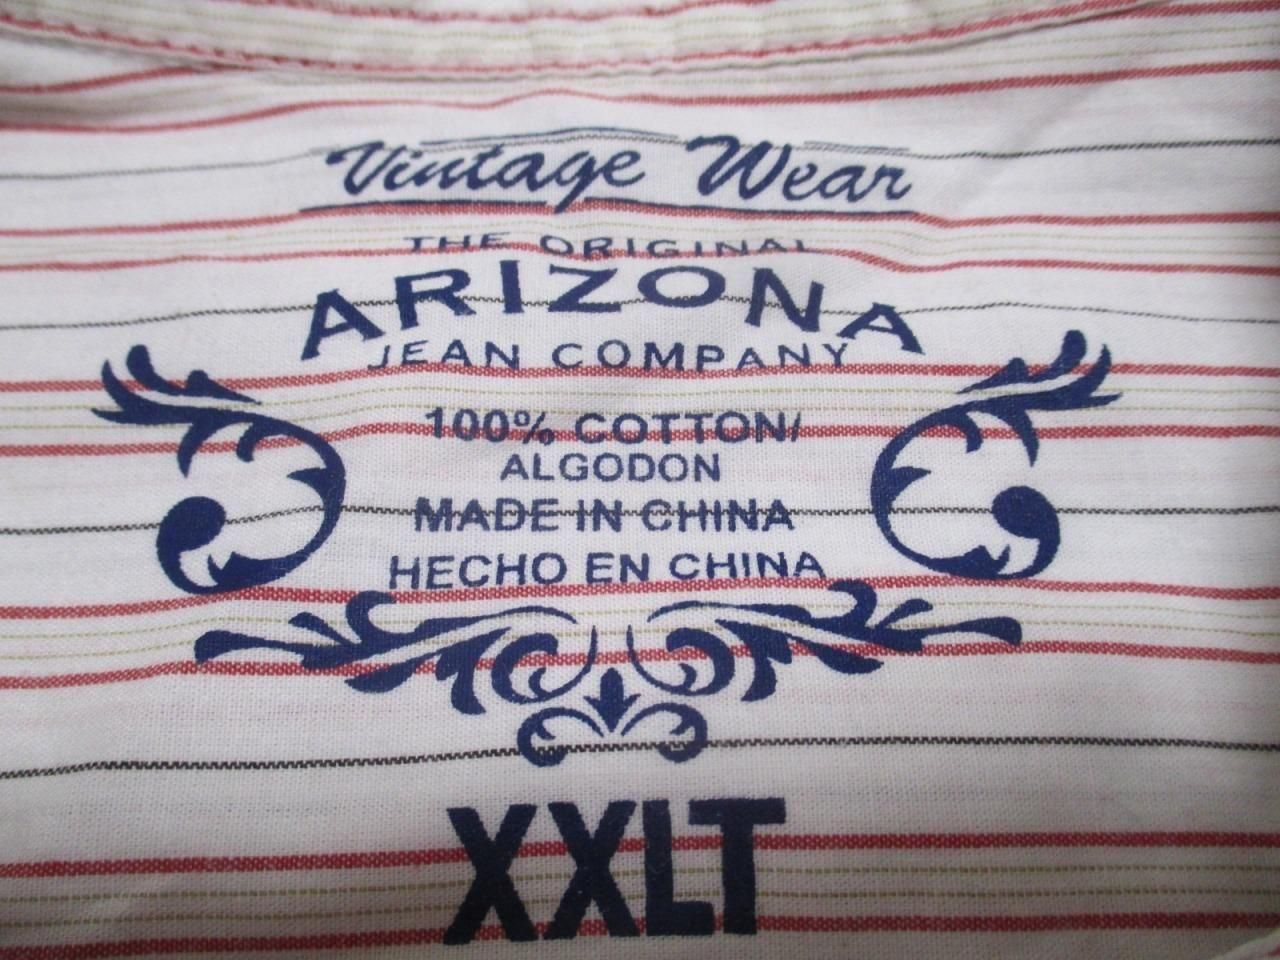 Vintage Wear
THE ORIGINAL
ARIZONA
JEAN COMPANY
100% COTTON/
ALGODON
MADE IN CHINA
HECHO EN CHINA
XXLT